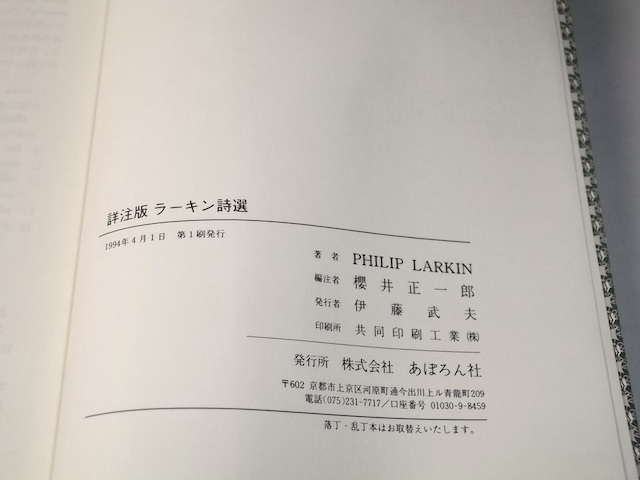 詳注版 ラーキン詩選
1994年4月1日 第1刷発行
著者 PHILIP LARKIN
編注者 櫻井正一郎
発行者 伊藤武夫
印刷所 共同印刷工業㈱
発行所 株式会社 あぽろん社
〒602 京都市上京区河原町通今出川上ル青龍町209
電話(075)231-7717／口座番号 01030-9-8459
落丁・乱丁本はお取替えいたします。